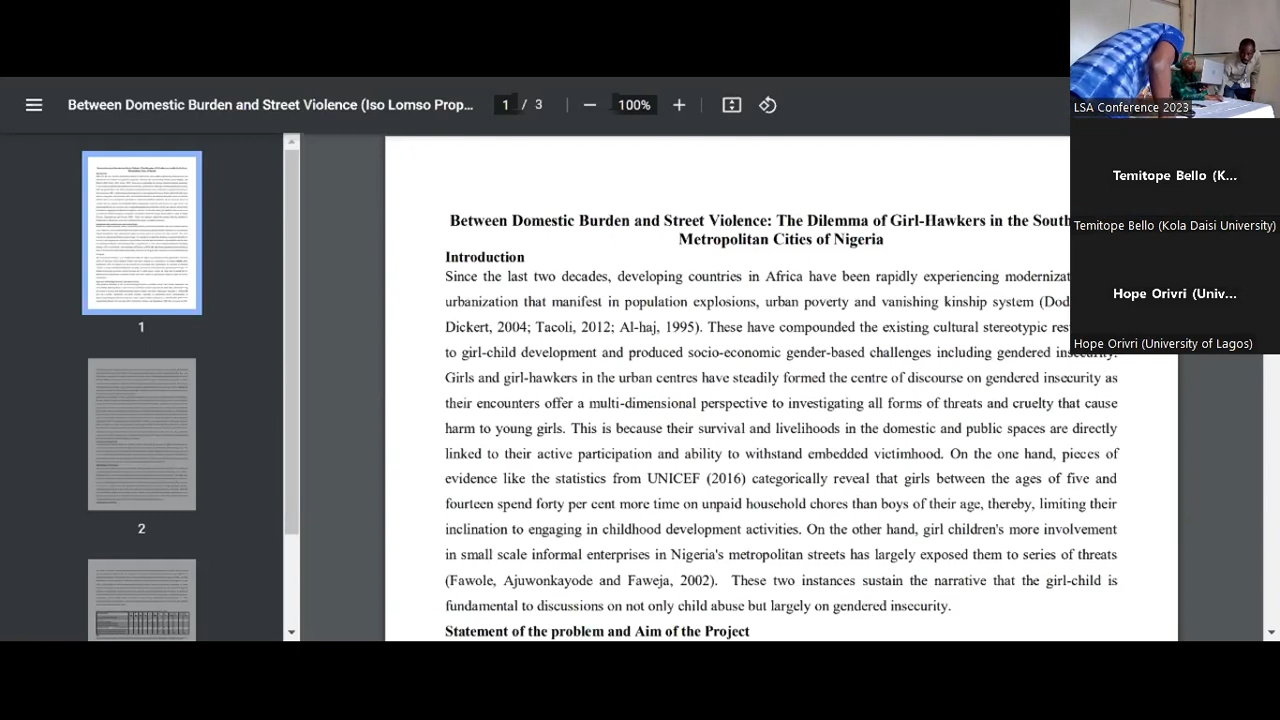 Between Domestic Burden and Street Violence (Iso Lomso Prop...
1 / 3
100%
LSA Conference 2023
Temitope Bello (K...
Temitope Bello (Kola Daisi University)
Hope Orivri (Univ...
Hope Orivri (University of Lagos)
1
2
Between Domestic Burden and Street Violence: The Dilemma of Girl-Hawkers in the South
Metropolitan Cities of Nigeria
Introduction
Since the last two decades, developing countries in Africa have been rapidly experiencing modernizat
urbanization that manifest in population explosions, urban poverty and vanishing kinship system (Dod
Dickert, 2004; Tacoli, 2012; Al-haj, 1995). These have compounded the existing cultural stereotypic res
to girl-child development and produced socio-economic gender-based challenges including gendered insecurity.
Girls and girl-hawkers in the urban centres have steadily formed the centre of discourse on gendered insecurity as
their encounters offer a multi-dimensional perspective to investigating all forms of threats and cruelty that cause
harm to young girls. This is because their survival and livelihoods in the domestic and public spaces are directly
linked to their active participation and ability to withstand embedded victimhood. On the one hand, pieces of
evidence like the statistics from UNICEF (2016) categorically reveal that girls between the ages of five and
fourteen spend forty per cent more time on unpaid household chores than boys of their age, thereby, limiting their
inclination to engaging in childhood development activities. On the other hand, girl children's more involvement
in small scale informal enterprises in Nigeria's metropolitan streets has largely exposed them to series of threats
(Fawole, Ajuwonsayode and Faweja, 2002). These two instances sustain the narrative that the girl-child is
fundamental to discussions on not only child abuse but largely on gendered insecurity.
Statement of the problem and Aim of the Project